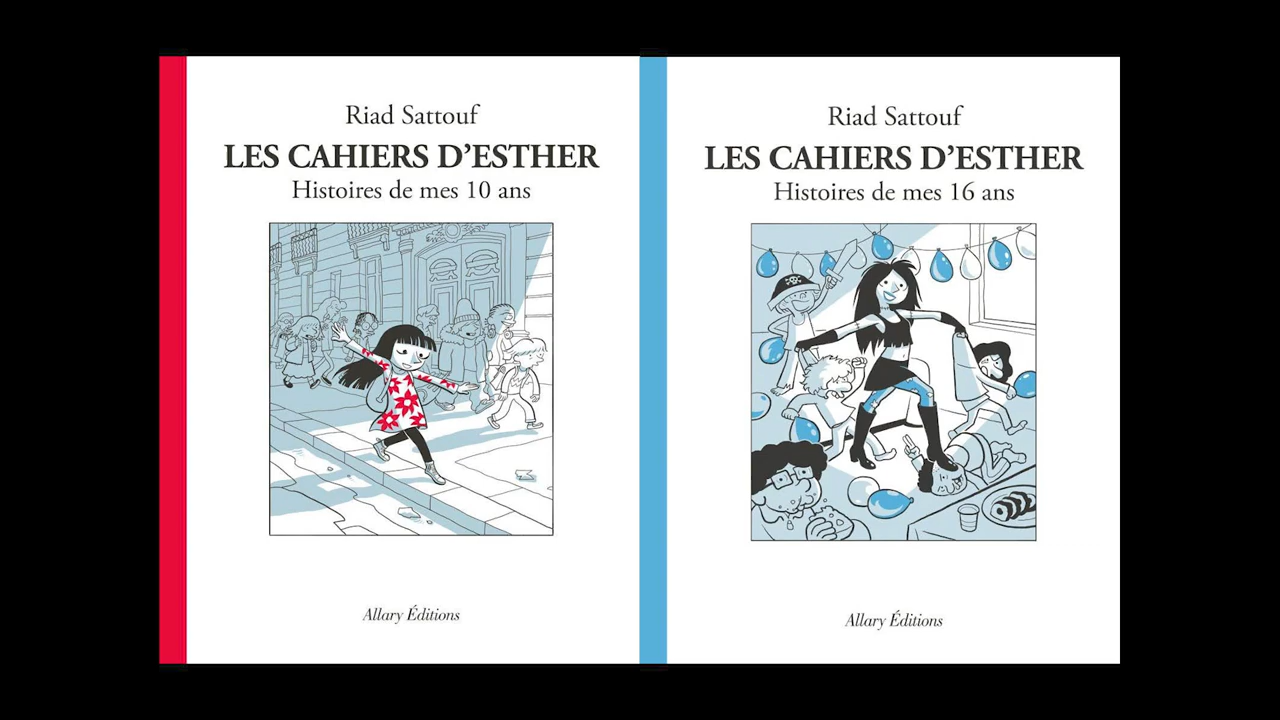 Riad Sattouf
LES CAHIERS D'ESTHER
Histoires de mes 10 ans
Allary Éditions
Riad Sattouf
LES CAHIERS D'ESTHER
Histoires de mes 16 ans
Allary Éditions